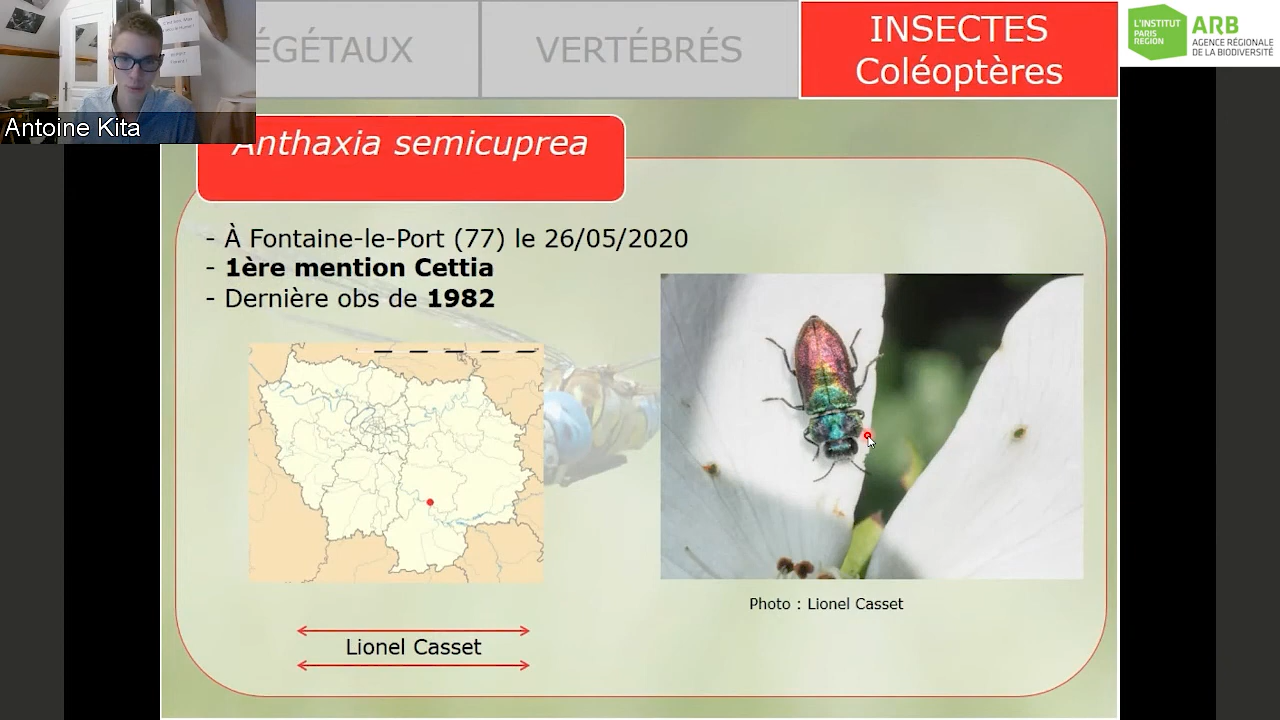 ÉGÉTAUX
VERTÉBRÉS
INSECTES
Coléoptères
L'INSTITUT
PARIS
REGION
ARB
AGENCE RÉGIONALE
DE LA BIODIVERSITÉ
Antoine Kita
Anthaxia semicuprea
- À Fontaine-le-Port (77) le 26/05/2020
- 1ère mention Cettia
- Dernière obs de 1982
Photo : Lionel Casset
Lionel Casset